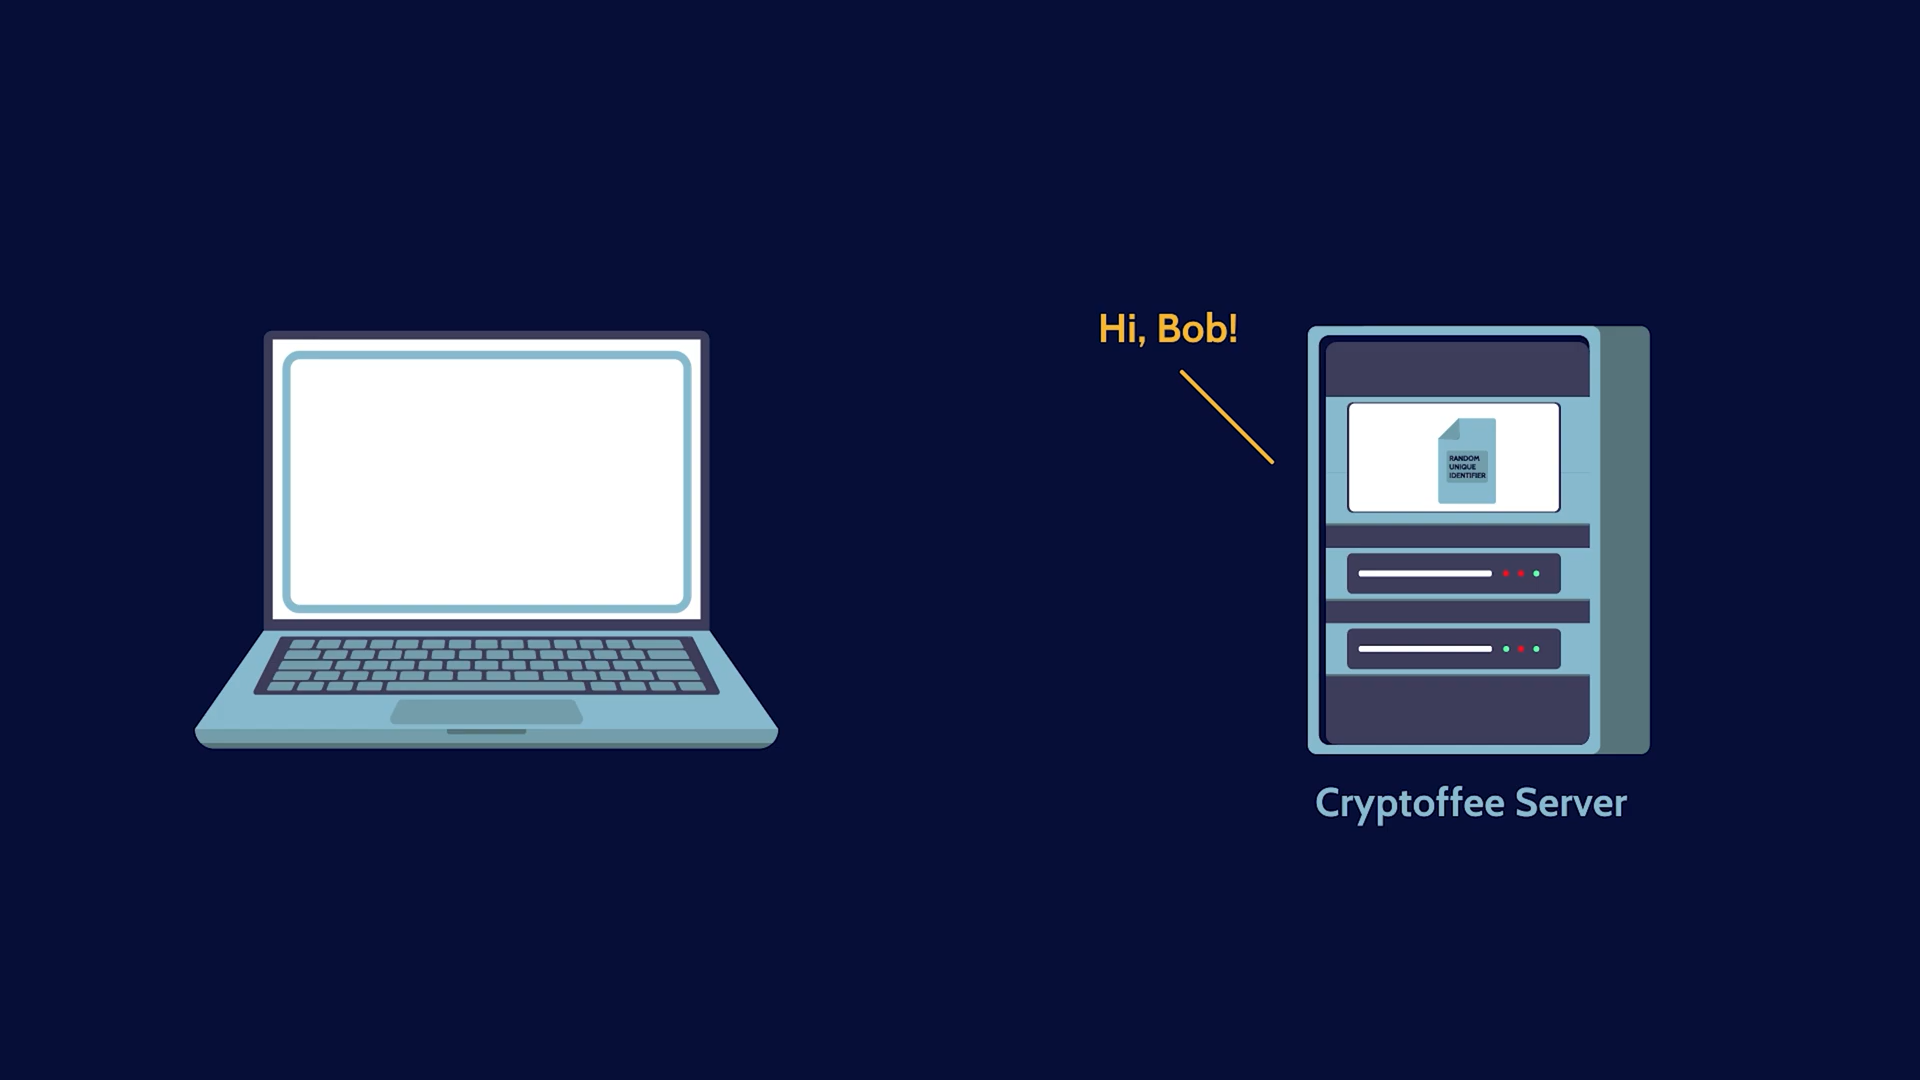 Hi, Bob!
RANDOM
UNIQUE
IDENTIFIER
Cryptoffee Server